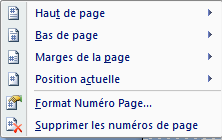 Haut de page
Bas de page
Marges de la page
Position actuelle
Format Numéro Page...
Supprimer les numéros de page